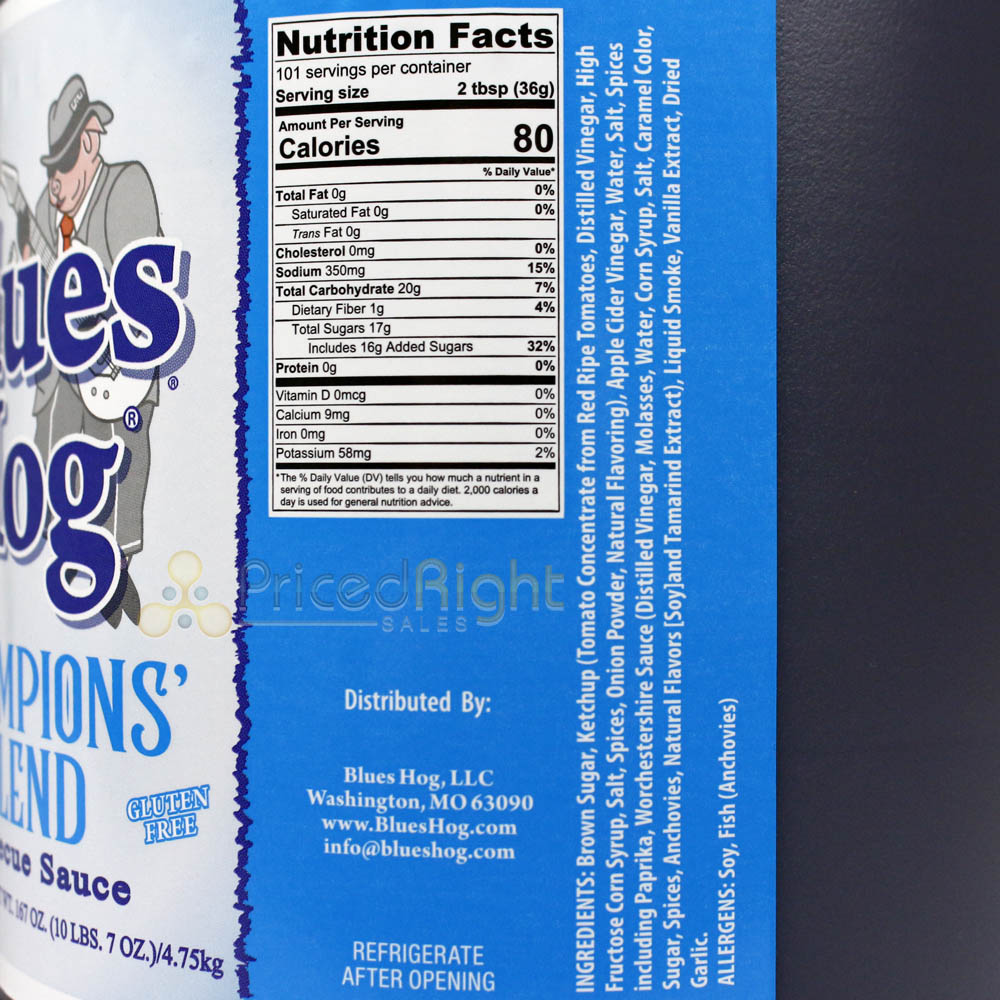 ues
®
®
og
MPIONS'
LEND
GLUTEN
FREE
Sauce
167 OZ. (10 LBS. 7 OZ.)/4.75kg
Nutrition Facts
101 servings per container
Serving size 2 tbsp (36g)
Amount Per Serving
Calories 80
% Daily Value*
Total Fat 0g 0%
Saturated Fat 0g 0%
Trans Fat 0g
Cholesterol 0mg 0%
Sodium 350mg 15%
Total Carbohydrate 20g 7%
Dietary Fiber 1g 4%
Total Sugars 17g
Includes 16g Added Sugars 32%
Protein 0g 0%
Vitamin D 0mcg 0%
Calcium 9mg 0%
Iron 0mg 0%
Potassium 58mg 2%
*The % Daily Value (DV) tells you how much a nutrient in a
serving of food contributes to a daily diet. 2,000 calories a
day is used for general nutrition advice.
PricedRight
SALES
Distributed By:
Blues Hog, LLC
Washington, MO 63090
www.BluesHog.com
info@blueshog.com
REFRIGERATE
AFTER OPENING
INGREDIENTS: Brown Sugar, Ketchup (Tomato Concentrate from Red Ripe Tomatoes, Distilled Vinegar, High
Fructose Corn Syrup, Salt, Spices, Onion Powder, Natural Flavoring), Apple Cider Vinegar, Water, Salt, Spices
including Paprika, Worchestershire Sauce (Distilled Vinegar, Molasses, Water, Corn Syrup, Salt, Caramel Color,
Sugar, Spices, Anchovies, Natural Flavors [Soy]and Tamarind Extract), Liquid Smoke, Vanilla Extract, Dried
Garlic.
ALLERGENS: Soy, Fish (Anchovies)